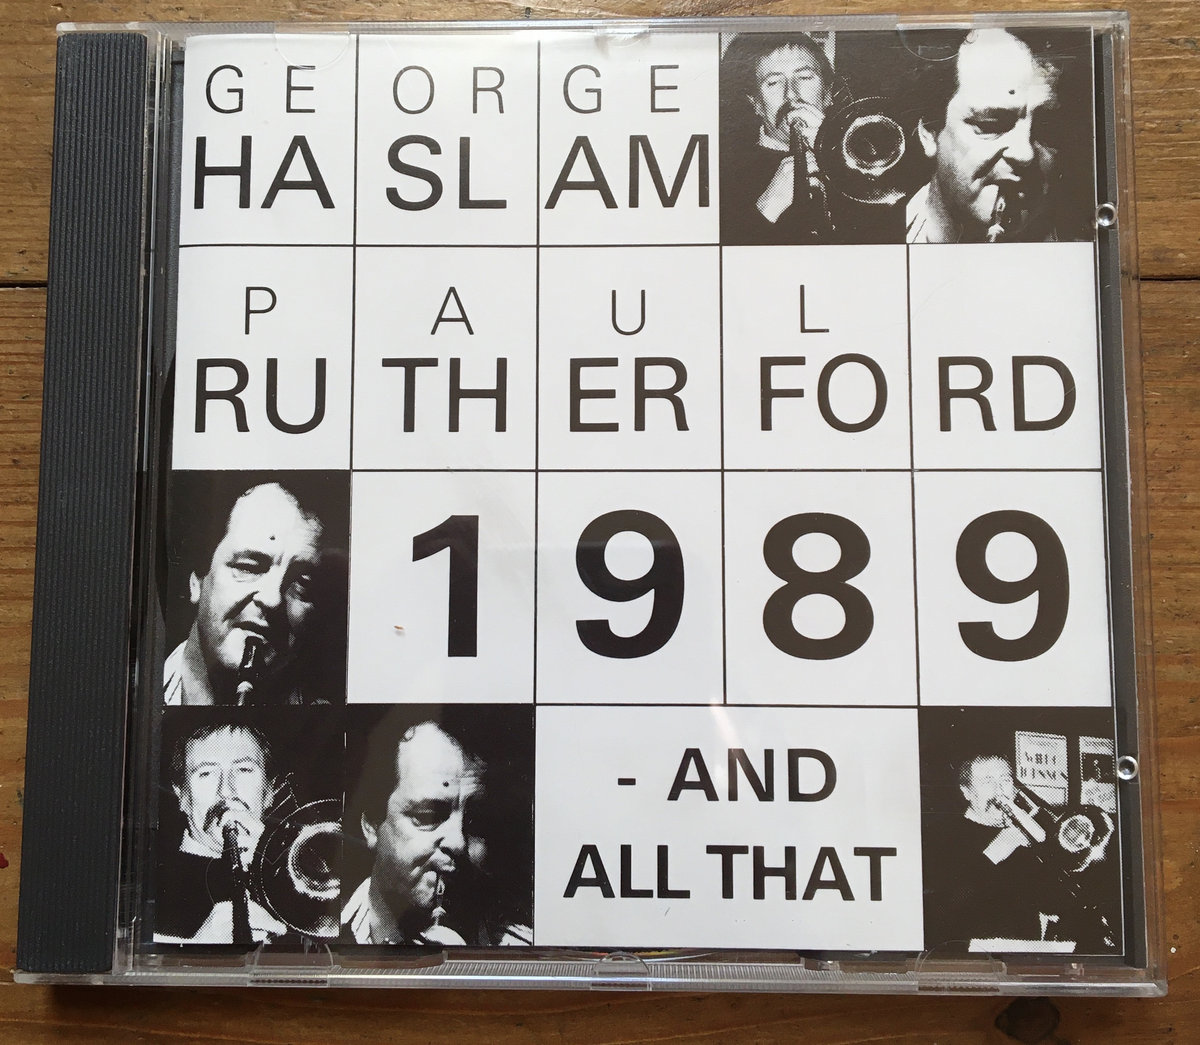 GEORGE
HASLAM
PAUL
RUTHERFORD
1989
- AND
ALL THAT